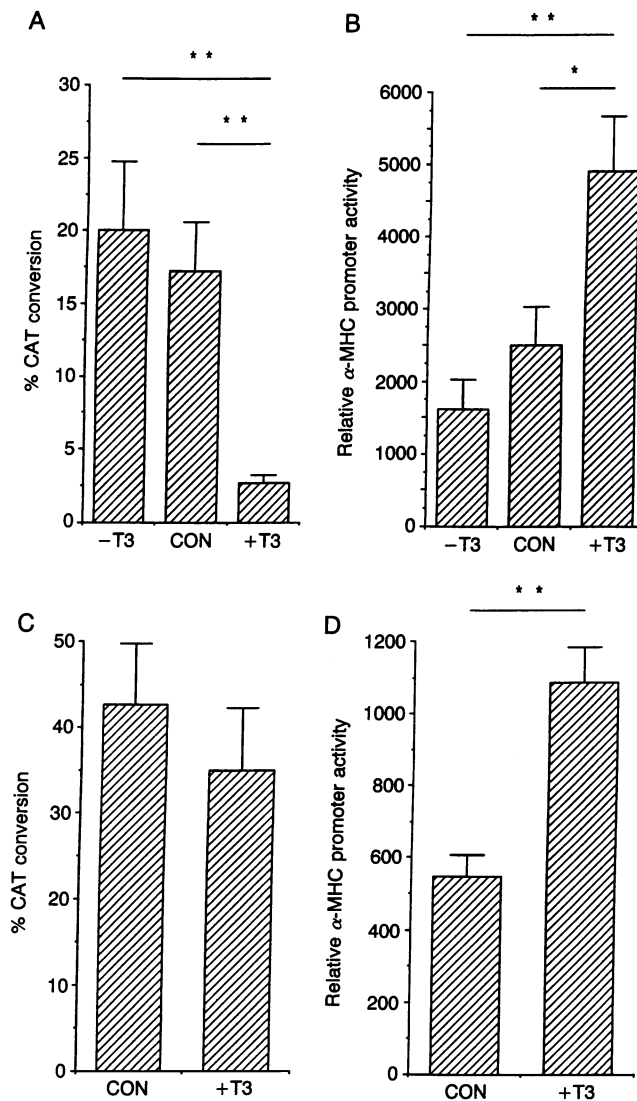 A
* *
* *
% CAT conversion
30
25
20
15
10
5
0
−T3 CON +T3
B
* *
*
Relative α-MHC promoter activity
6000
5000
4000
3000
2000
1000
0
−T3 CON +T3
C
% CAT conversion
50
40
30
20
10
0
CON +T3
D
* *
Relative α-MHC promoter activity
1200
1000
800
600
400
200
0
CON +T3